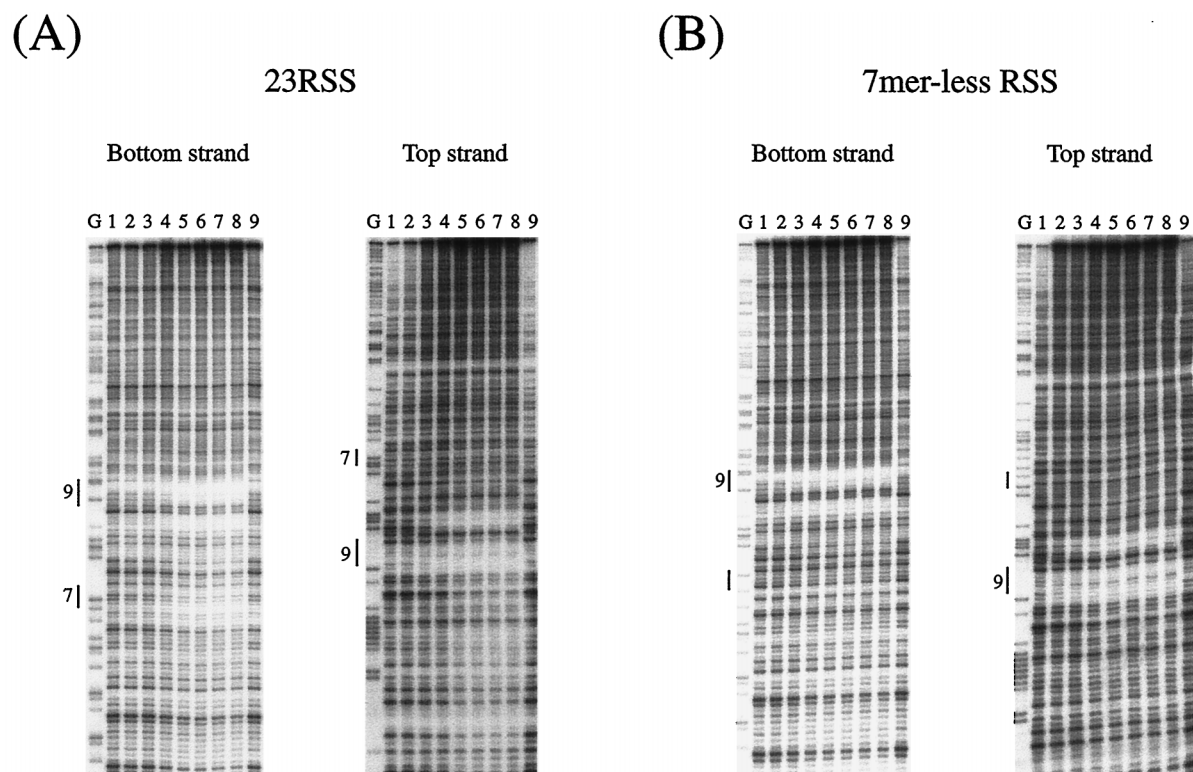 (A)
23RSS
Bottom strand
Top strand
G 1 2 3 4 5 6 7 8 9
G 1 2 3 4 5 6 7 8 9
9
7
7
9
(B)
7mer-less RSS
Bottom strand
Top strand
G 1 2 3 4 5 6 7 8 9
G 1 2 3 4 5 6 7 8 9
9
9